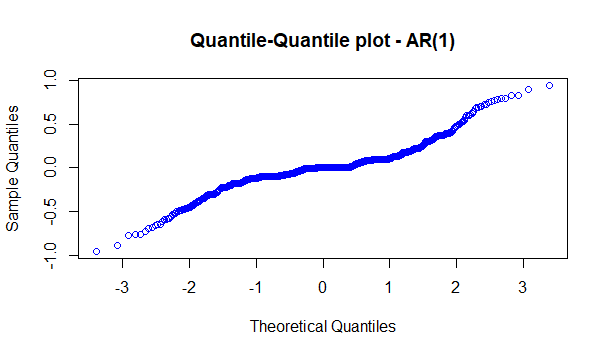 Quantile-Quantile plot - AR(1)
Sample Quantiles
1.0
0.5
0.0
-0.5
-1.0
-3 -2 -1 0 1 2 3
Theoretical Quantiles